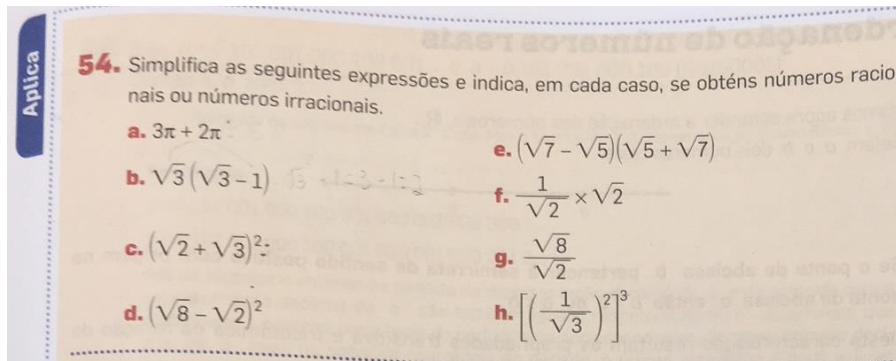 Aplica
54. Simplifica as seguintes expressões e indica, em cada caso, se obténs números racio
nais ou números irracionais.
a. 3π + 2π
b. √3(√3 − 1)
c. (√2 + √3)²
d. (√8 − √2)²
e. (√7 − √5)(√5 + √7)
f. 1/√2 × √2
g. √8/√2
h. [(1/√3)²]³